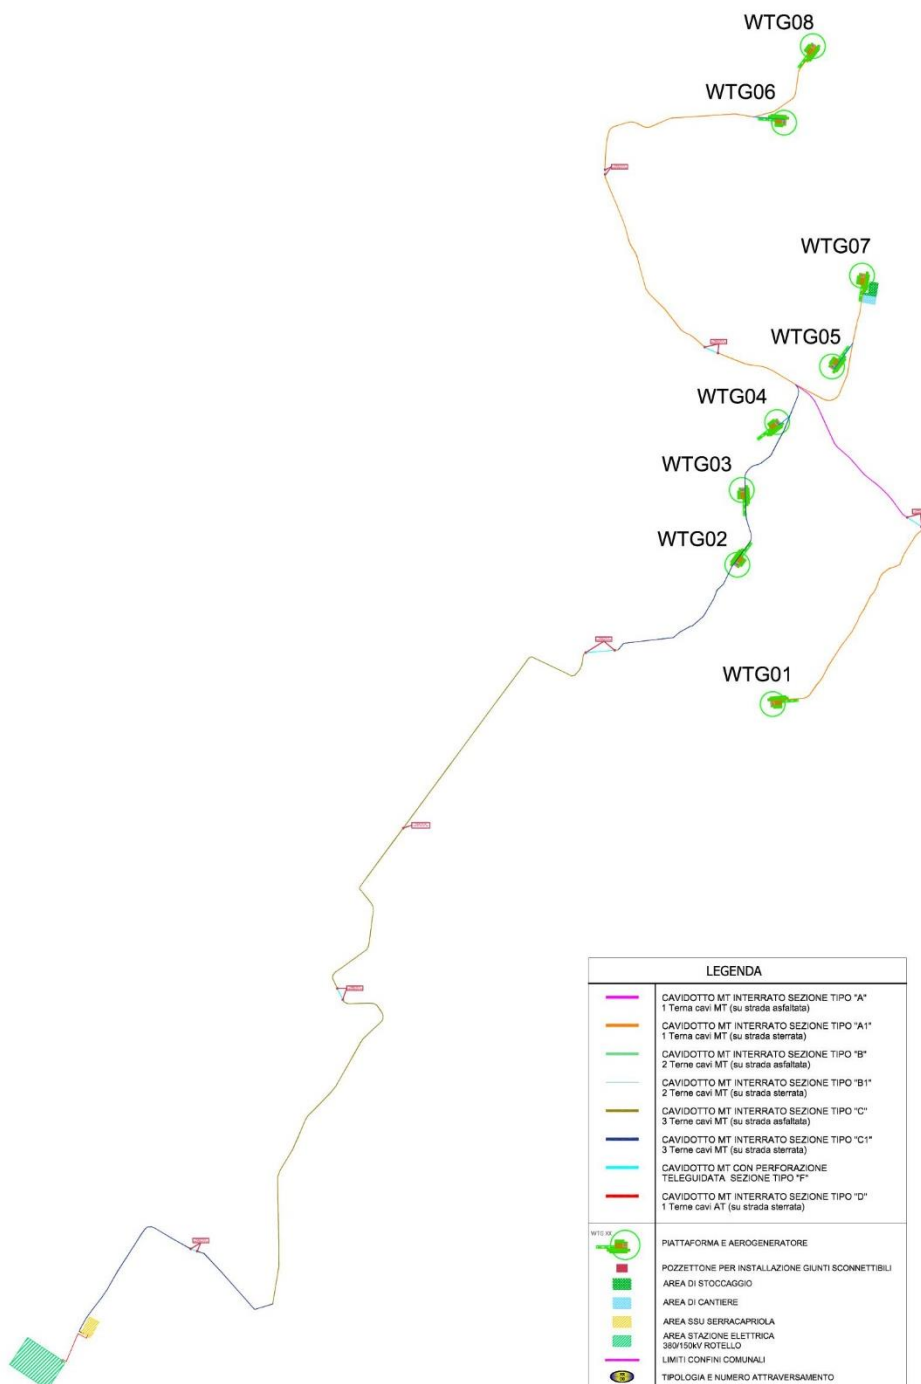 WTG08
WTG06
WTG07
WTG05
WTG04
WTG03
WTG02
WTG01
LEGENDA
CAVIDOTTO MT INTERRATO SEZIONE TIPO "A"
1 Terna cavi MT (su strada asfaltata)
CAVIDOTTO MT INTERRATO SEZIONE TIPO "A1"
1 Terna cavi MT (su strada sterrata)
CAVIDOTTO MT INTERRATO SEZIONE TIPO "B"
2 Terne cavi MT (su strada asfaltata)
CAVIDOTTO MT INTERRATO SEZIONE TIPO "B1"
2 Terne cavi MT (su strada sterrata)
CAVIDOTTO MT INTERRATO SEZIONE TIPO "C"
3 Terne cavi MT (su strada asfaltata)
CAVIDOTTO MT INTERRATO SEZIONE TIPO "C1"
3 Terne cavi MT (su strada sterrata)
CAVIDOTTO MT CON PERFORAZIONE
TELEGUIDATA SEZIONE TIPO "F"
CAVIDOTTO MT INTERRATO SEZIONE TIPO "D"
1 Terne cavi AT (su strada sterrata)
WTG XX
PIATTAFORMA E AEROGENERATORE
POZZETTONE PER INSTALLAZIONE GIUNTI SCONNETTIBILI
AREA DI STOCCAGGIO
AREA DI CANTIERE
AREA SSU SERRACAPRIOLA
AREA STAZIONE ELETTRICA
380/150kV ROTELLO
LIMITI CONFINI COMUNALI
TIPOLOGIA E NUMERO ATTRAVERSAMENTO